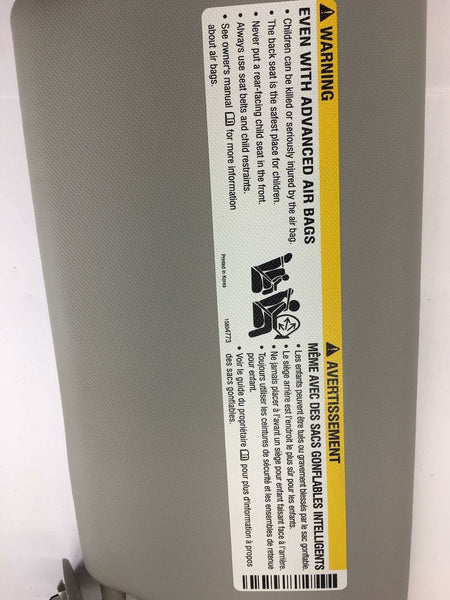 WARNING
EVEN WITH ADVANCED AIR BAGS
• Children can be killed or seriously injured by the air bag.
• The back seat is the safest place for children.
• Never put a rear-facing child seat in the front.
• Always use seat belts and child restraints.
• See owner's manual for more information
about air bags.
Printed in Korea
15904773
AVERTISSEMENT
MÊME AVEC DES SACS GONFLABLES INTELLIGENTS
• Les enfants peuvent être tués ou gravement blessés par le sac gonflable.
• Le siège arrière est l'endroit le plus sûr pour les enfants.
• Ne jamais placer à l'avant un siège pour enfant faisant face à l'arrière.
• Toujours utiliser les ceintures de sécurité et les ensembles de retenue
pour enfant.
• Voir le guide du propriétaire pour plus d'information à propos
des sacs gonflables.